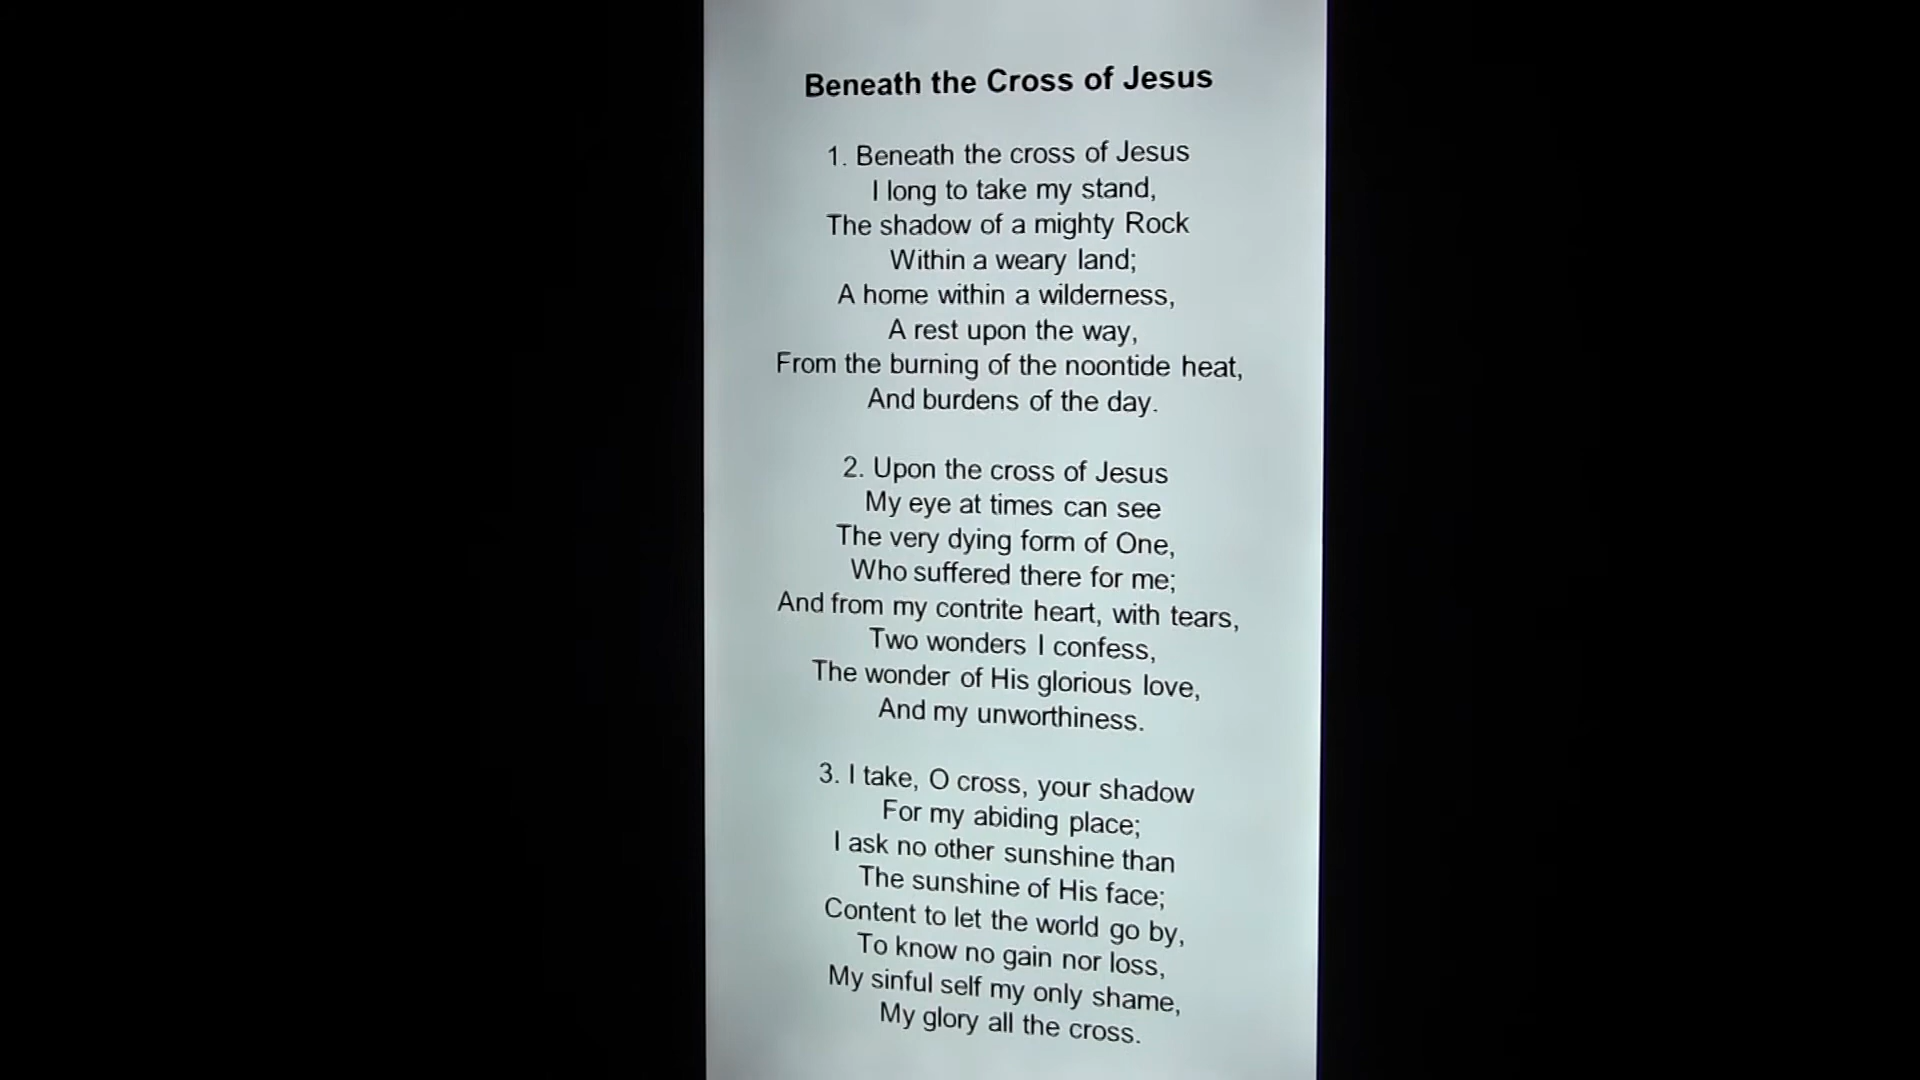 Beneath the Cross of Jesus
1. Beneath the cross of Jesus
I long to take my stand,
The shadow of a mighty Rock
Within a weary land;
A home within a wilderness,
A rest upon the way,
From the burning of the noontide heat,
And burdens of the day.
2. Upon the cross of Jesus
My eye at times can see
The very dying form of One,
Who suffered there for me;
And from my contrite heart, with tears,
Two wonders I confess,
The wonder of His glorious love,
And my unworthiness.
3. I take, O cross, your shadow
For my abiding place;
I ask no other sunshine than
The sunshine of His face;
Content to let the world go by,
To know no gain nor loss,
My sinful self my only shame,
My glory all the cross.